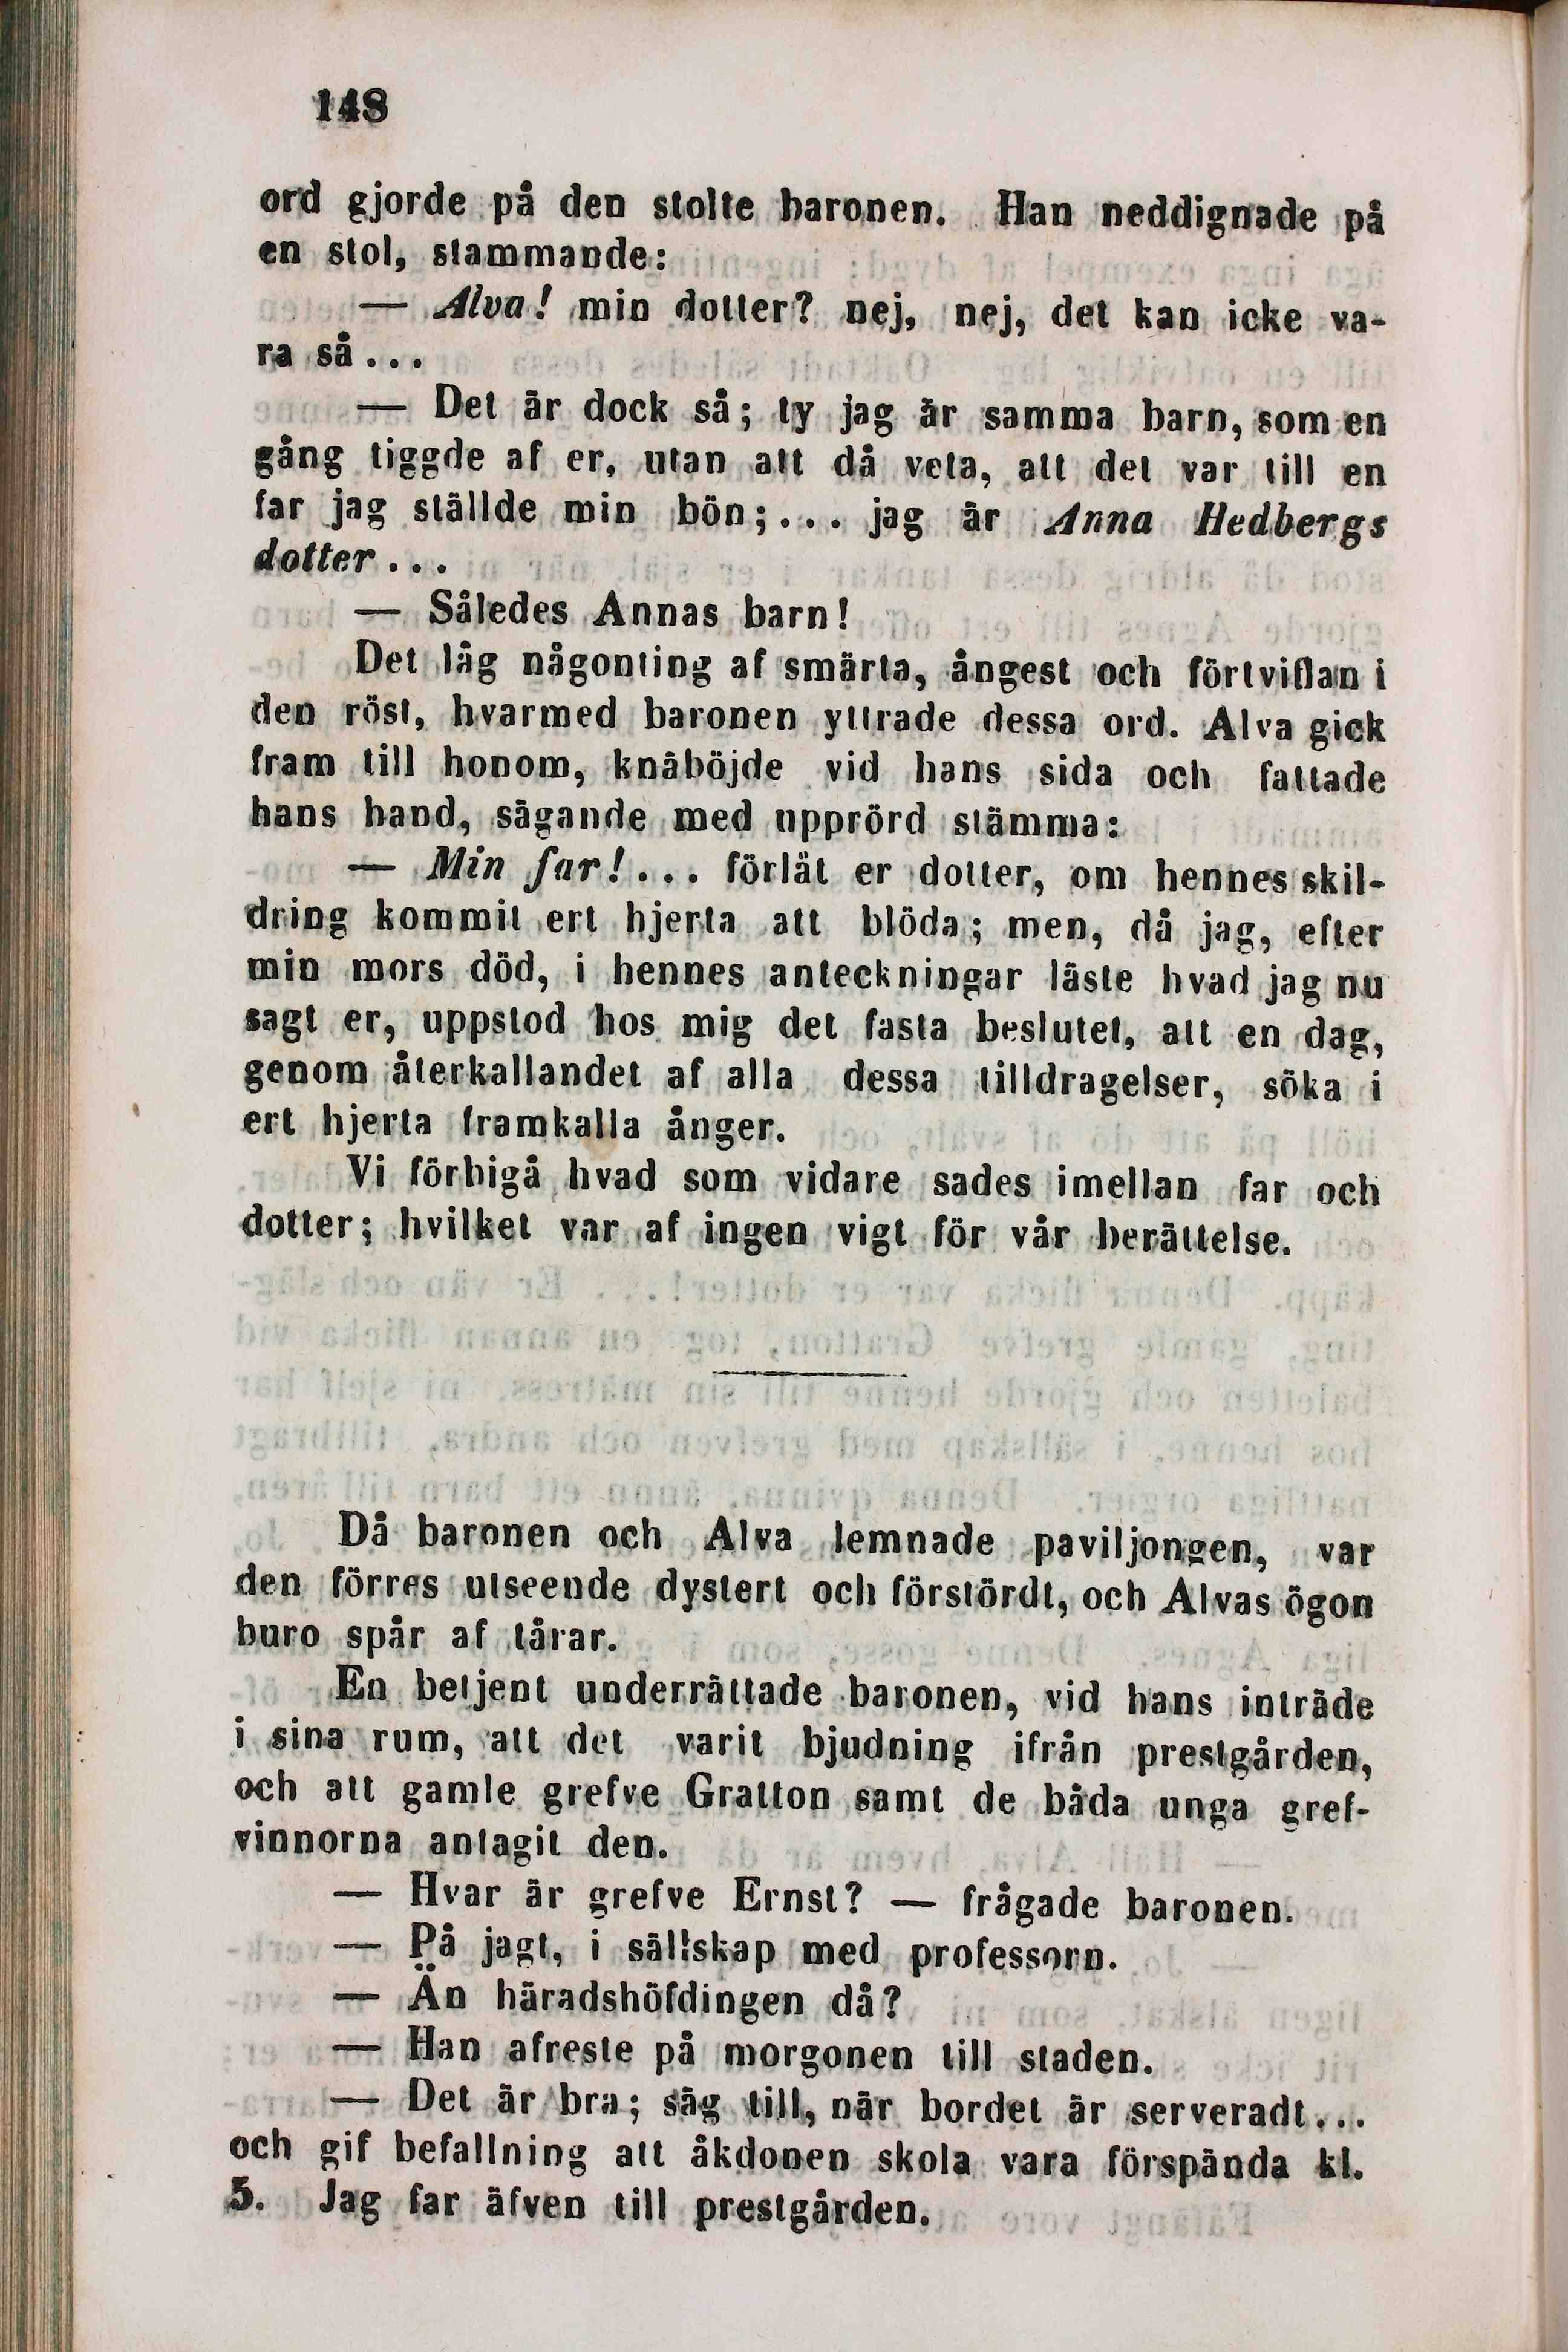 148
ord gjorde på den stolte baronen. Han neddignade på
en stol, stammande:
— Alva! min dotter? nej, nej, det kan icke va-
ra så...
— Det är dock så; ty jag är samma barn, som en
gång tiggde af er, utan att då veta, att det var till en
far jag ställde min bön;... jag är Anna Hedbergs
dotter...
— Således Annas barn!
Det låg någonting af smärta, ångest och förtviflan i
den röst, hvarmed baronen yttrade dessa ord. Alva gick
fram till honom, knäböjde vid hans sida och fattade
hans hand, sägande med upprörd stämma:
— Min far!... förlåt er dotter, om hennes skil-
dring kommit ert hjerta att blöda; men, då jag, efter
min mors död, i hennes anteckningar läste hvad jag nu
sagt er, uppstod hos mig det fasta beslutet, att en dag,
genom återkallandet af alla dessa tilldragelser, söka i
ert hjerta framkalla ånger.
Vi förbigå hvad som vidare sades imellan far och
dotter; hvilket var af ingen vigt för vår berättelse.
Då baronen och Alva lemnade paviljongen, var
den förres utseende dystert och förstördt, och Alvas ögon
buro spår af tårar.
En betjent underrättade baronen, vid hans inträde
i sina rum, att det varit bjudning ifrån prestgården,
och att gamle grefve Gratton samt de båda unga gref-
vinnorna antagit den.
— Hvar är grefve Ernst? — frågade baronen.
— På jagt, i sällskap med professorn.
— Än häradshöfdingen då?
— Han afreste på morgonen till staden.
— Det är bra; säg till, när bordet är serveradt...
och gif befallning att åkdonen skola vara förspända kl.
5. Jag far äfven till prestgården.